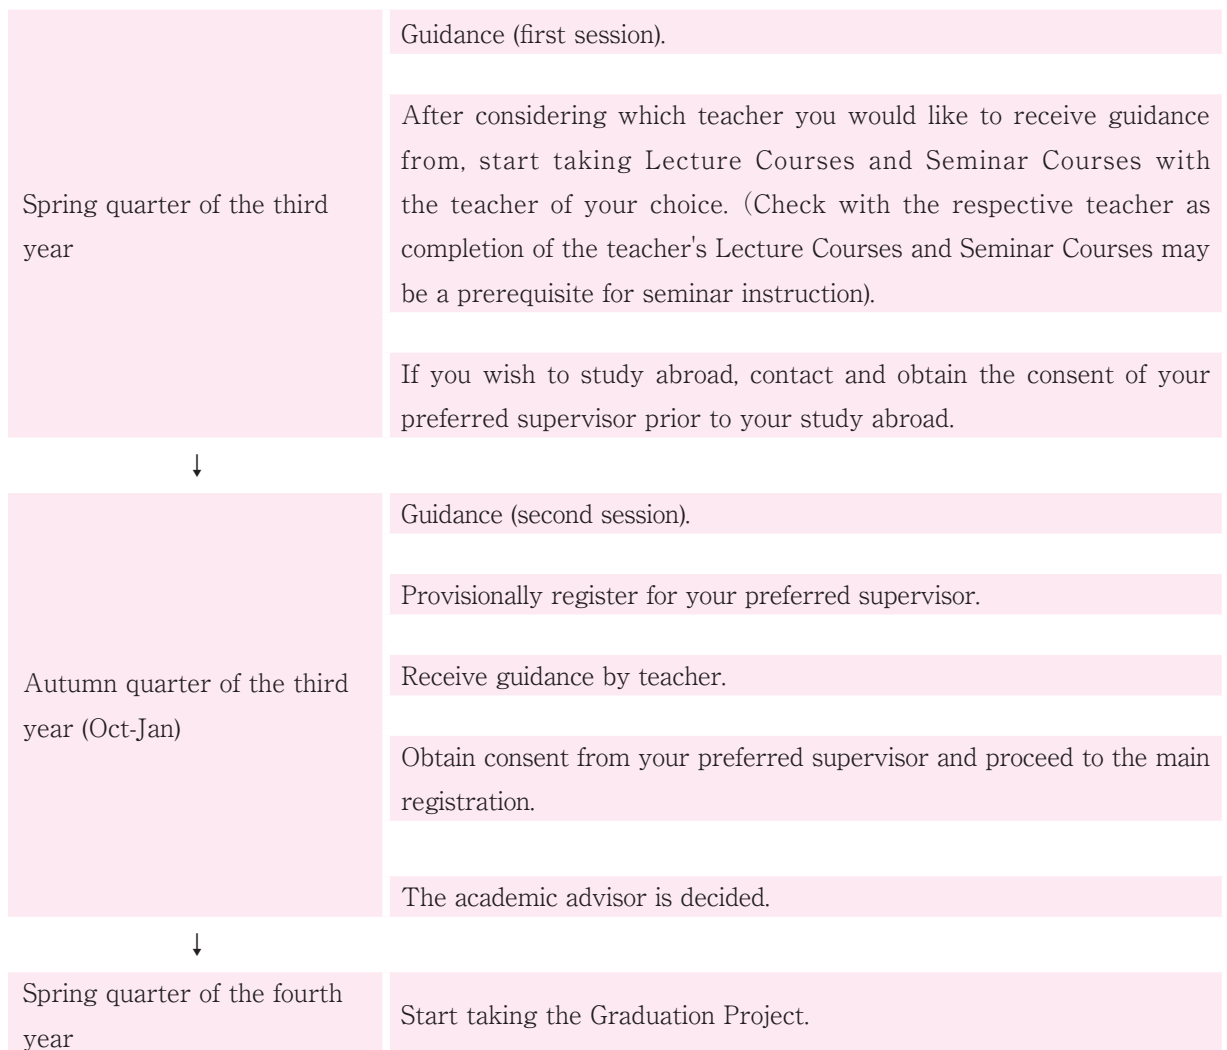 Spring quarter of the third
year
Guidance (first session).
After considering which teacher you would like to receive guidance
from, start taking Lecture Courses and Seminar Courses with
the teacher of your choice. (Check with the respective teacher as
completion of the teacher's Lecture Courses and Seminar Courses may
be a prerequisite for seminar instruction).
If you wish to study abroad, contact and obtain the consent of your
preferred supervisor prior to your study abroad.
↓
Autumn quarter of the third
year (Oct-Jan)
Guidance (second session).
Provisionally register for your preferred supervisor.
Receive guidance by teacher.
Obtain consent from your preferred supervisor and proceed to the main
registration.
The academic advisor is decided.
↓
Spring quarter of the fourth
year
Start taking the Graduation Project.